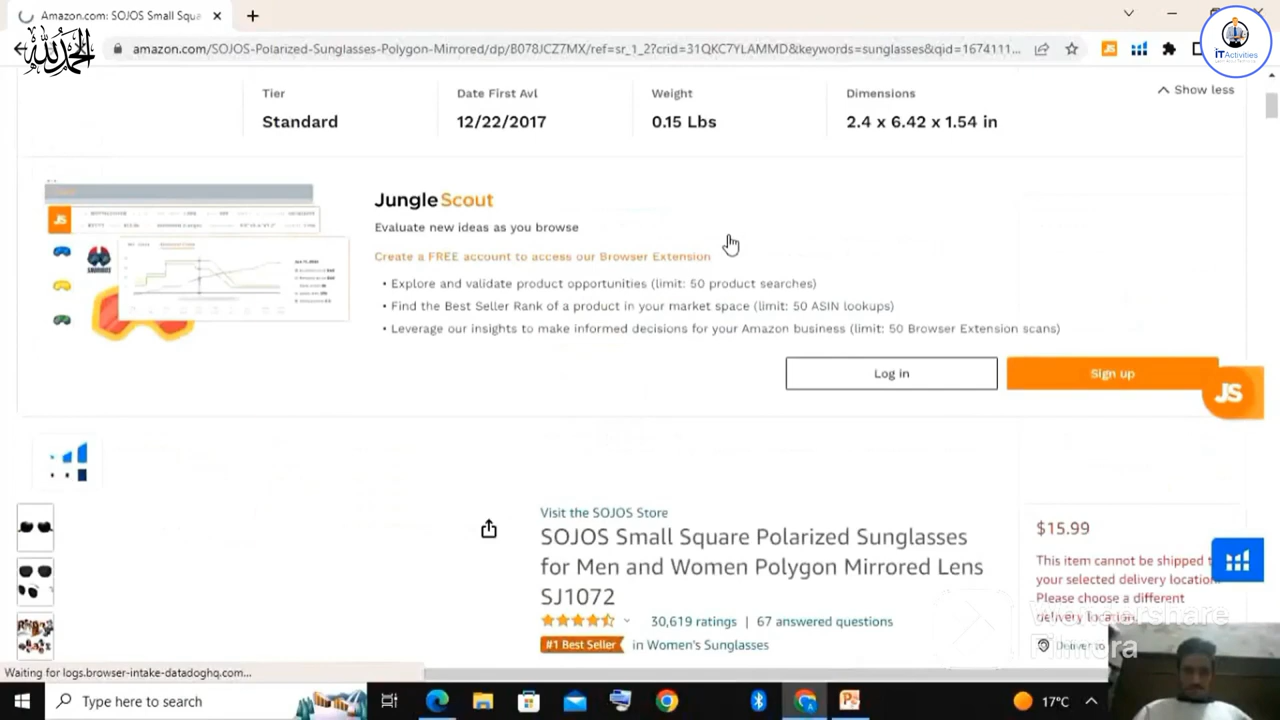 Amazon.com: SOJOS Small Squa
الحمد لله
amazon.com/SOJOS-Polarized-Sunglasses-Polygon-Mirrored/dp/B078JCZ7MX/ref=sr_1_2?crid=31QKC7YLAMMD&keywords=sunglasses&qid=1674111...
iT Activities
Tier
Date First Avl
Weight
Dimensions
Show less
Standard
12/22/2017
0.15 Lbs
2.4 x 6.42 x 1.54 in
Jungle Scout
Evaluate new ideas as you browse
Create a FREE account to access our Browser Extension
• Explore and validate product opportunities (limit: 50 product searches)
• Find the Best Seller Rank of a product in your market space (limit: 50 ASIN lookups)
• Leverage our insights to make informed decisions for your Amazon business (limit: 50 Browser Extension scans)
Log in
Sign up
JS
JS
Visit the SOJOS Store
SOJOS Small Square Polarized Sunglasses
for Men and Women Polygon Mirrored Lens
SJ1072
30,619 ratings | 67 answered questions
#1 Best Seller in Women's Sunglasses
$15.99
This item cannot be shipped to
your selected delivery location.
Please choose a different
delivery location.
Deliver to
Wondershare
Filmora
Waiting for logs.browser-intake-datadoghq.com...
Type here to search
17°C